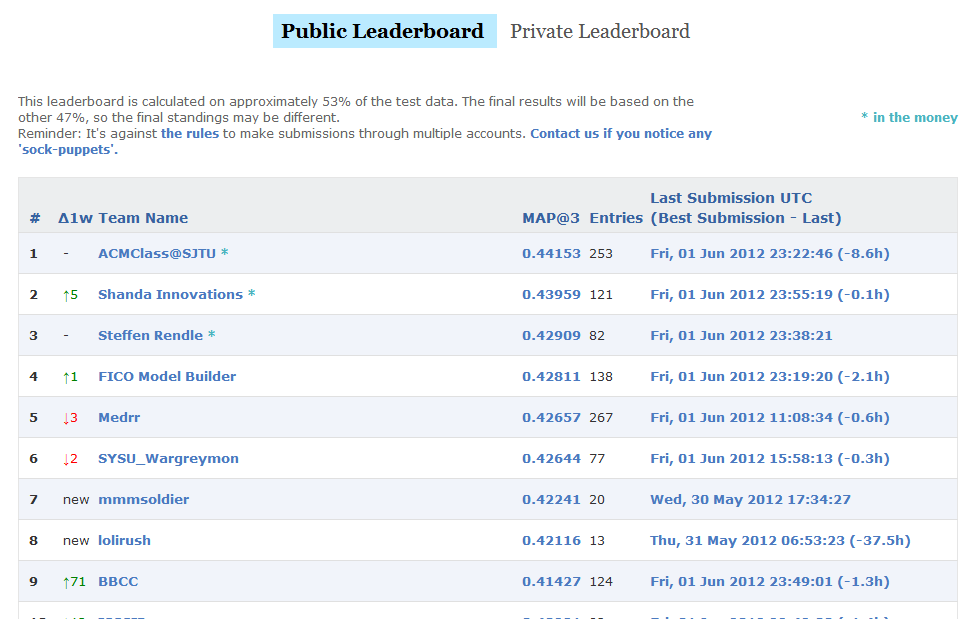 Public Leaderboard Private Leaderboard
This leaderboard is calculated on approximately 53% of the test data. The final results will be based on the
other 47%, so the final standings may be different.
* in the money
Reminder: It's against the rules to make submissions through multiple accounts. Contact us if you notice any
'sock-puppets'.
Last Submission UTC
# Δ1w Team Name MAP@3 Entries (Best Submission - Last)
1 - ACMClass@SJTU * 0.44153 253 Fri, 01 Jun 2012 23:22:46 (-8.6h)
2 ↑5 Shanda Innovations * 0.43959 121 Fri, 01 Jun 2012 23:55:19 (-0.1h)
3 - Steffen Rendle * 0.42909 82 Fri, 01 Jun 2012 23:38:21
4 ↑1 FICO Model Builder 0.42811 138 Fri, 01 Jun 2012 23:19:20 (-2.1h)
5 ↓3 Medrr 0.42657 267 Fri, 01 Jun 2012 11:08:34 (-0.6h)
6 ↓2 SYSU_Wargreymon 0.42644 77 Fri, 01 Jun 2012 15:58:13 (-0.3h)
7 new mmmsoldier 0.42241 20 Wed, 30 May 2012 17:34:27
8 new lolirush 0.42116 13 Thu, 31 May 2012 06:53:23 (-37.5h)
9 ↑71 BBCC 0.41427 124 Fri, 01 Jun 2012 23:49:01 (-1.3h)